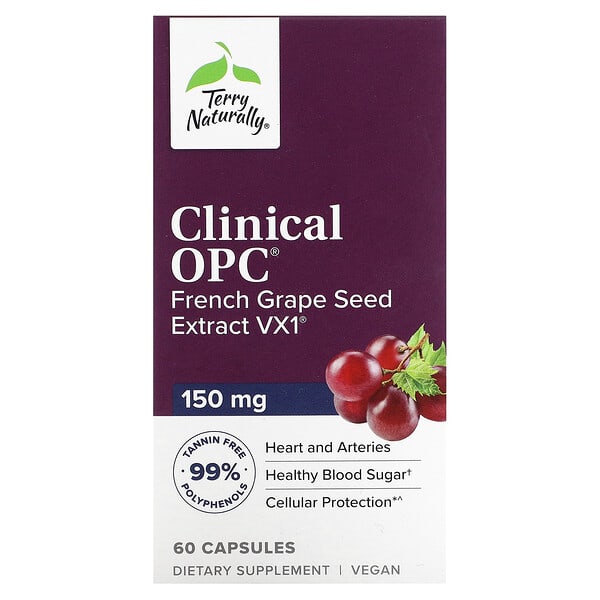 Terry
Naturally®
Clinical
OPC®
French Grape Seed
Extract VX1®
150 mg
TANNIN FREE
99%
POLYPHENOLS
Heart and Arteries
Healthy Blood Sugar†
Cellular Protection*^
60 CAPSULES
DIETARY SUPPLEMENT | VEGAN